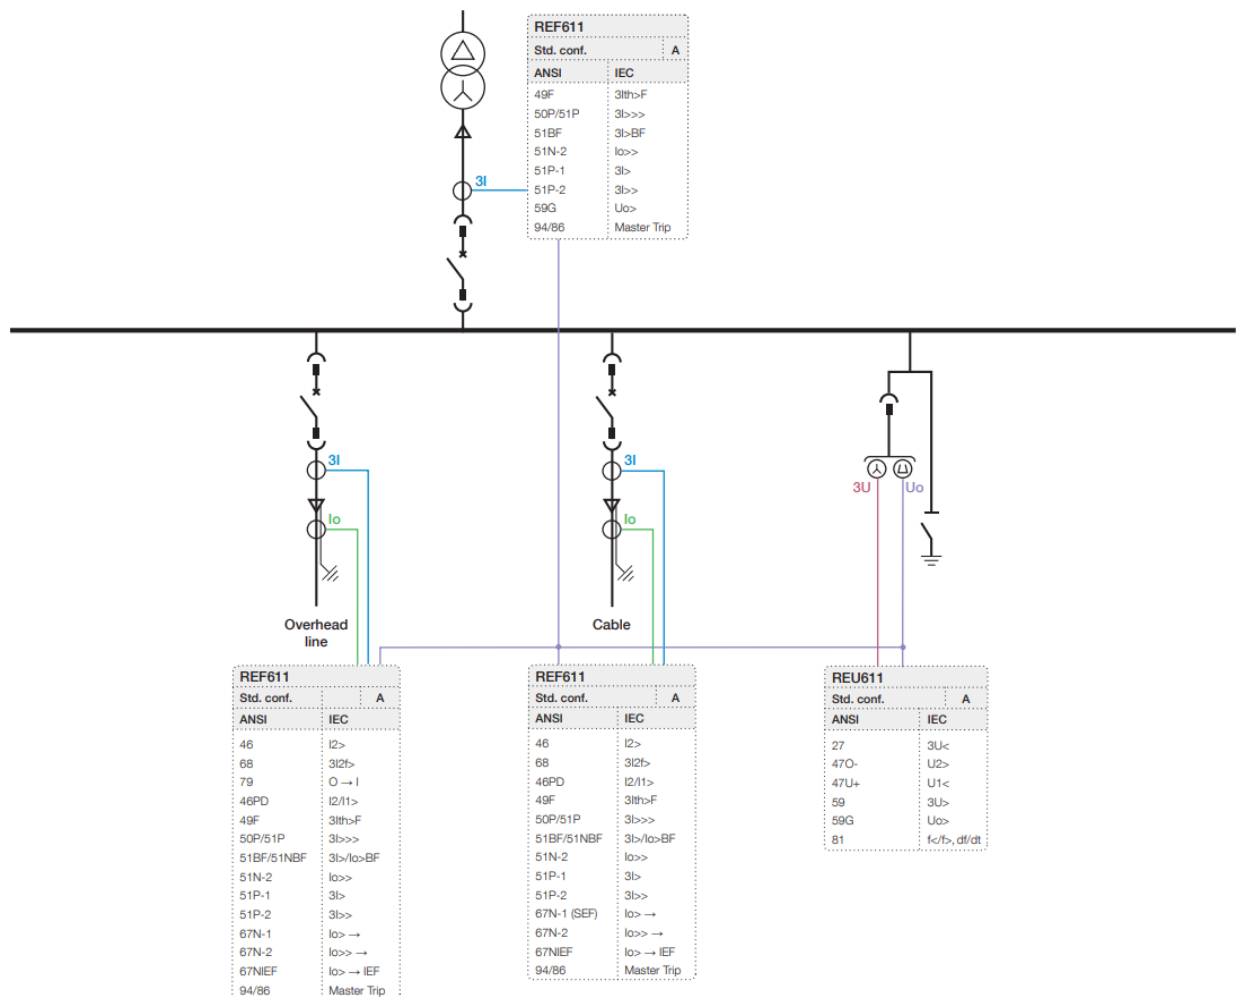 REF611
Std. conf. A
ANSI IEC
49F 3Ith>F
50P/51P 3I>>>
51BF 3I>BF
51N-2 Io>>
51P-1 3I>
51P-2 3I>>
59G Uo>
94/86 Master Trip
3I
3I
Io
Overhead
line
3I
Io
Cable
3U Uo
REF611
Std. conf. A
ANSI IEC
46 I2>
68 3I2f>
79 O → I
46PD I2/I1>
49F 3Ith>F
50P/51P 3I>>>
51BF/51NBF 3I>/Io>BF
51N-2 Io>>
51P-1 3I>
51P-2 3I>>
67N-1 Io> →
67N-2 Io>> →
67NIEF Io> → IEF
94/86 Master Trip
REF611
Std. conf. A
ANSI IEC
46 I2>
68 3I2f>
46PD I2/I1>
49F 3Ith>F
50P/51P 3I>>>
51BF/51NBF 3I>/Io>BF
51N-2 Io>>
51P-1 3I>
51P-2 3I>>
67N-1 (SEF) Io> →
67N-2 Io>> →
67NIEF Io> → IEF
94/86 Master Trip
REU611
Std. conf. A
ANSI IEC
27 3U<
47O- U2>
47U+ U1<
59 3U>
59G Uo>
81 f</f>, df/dt